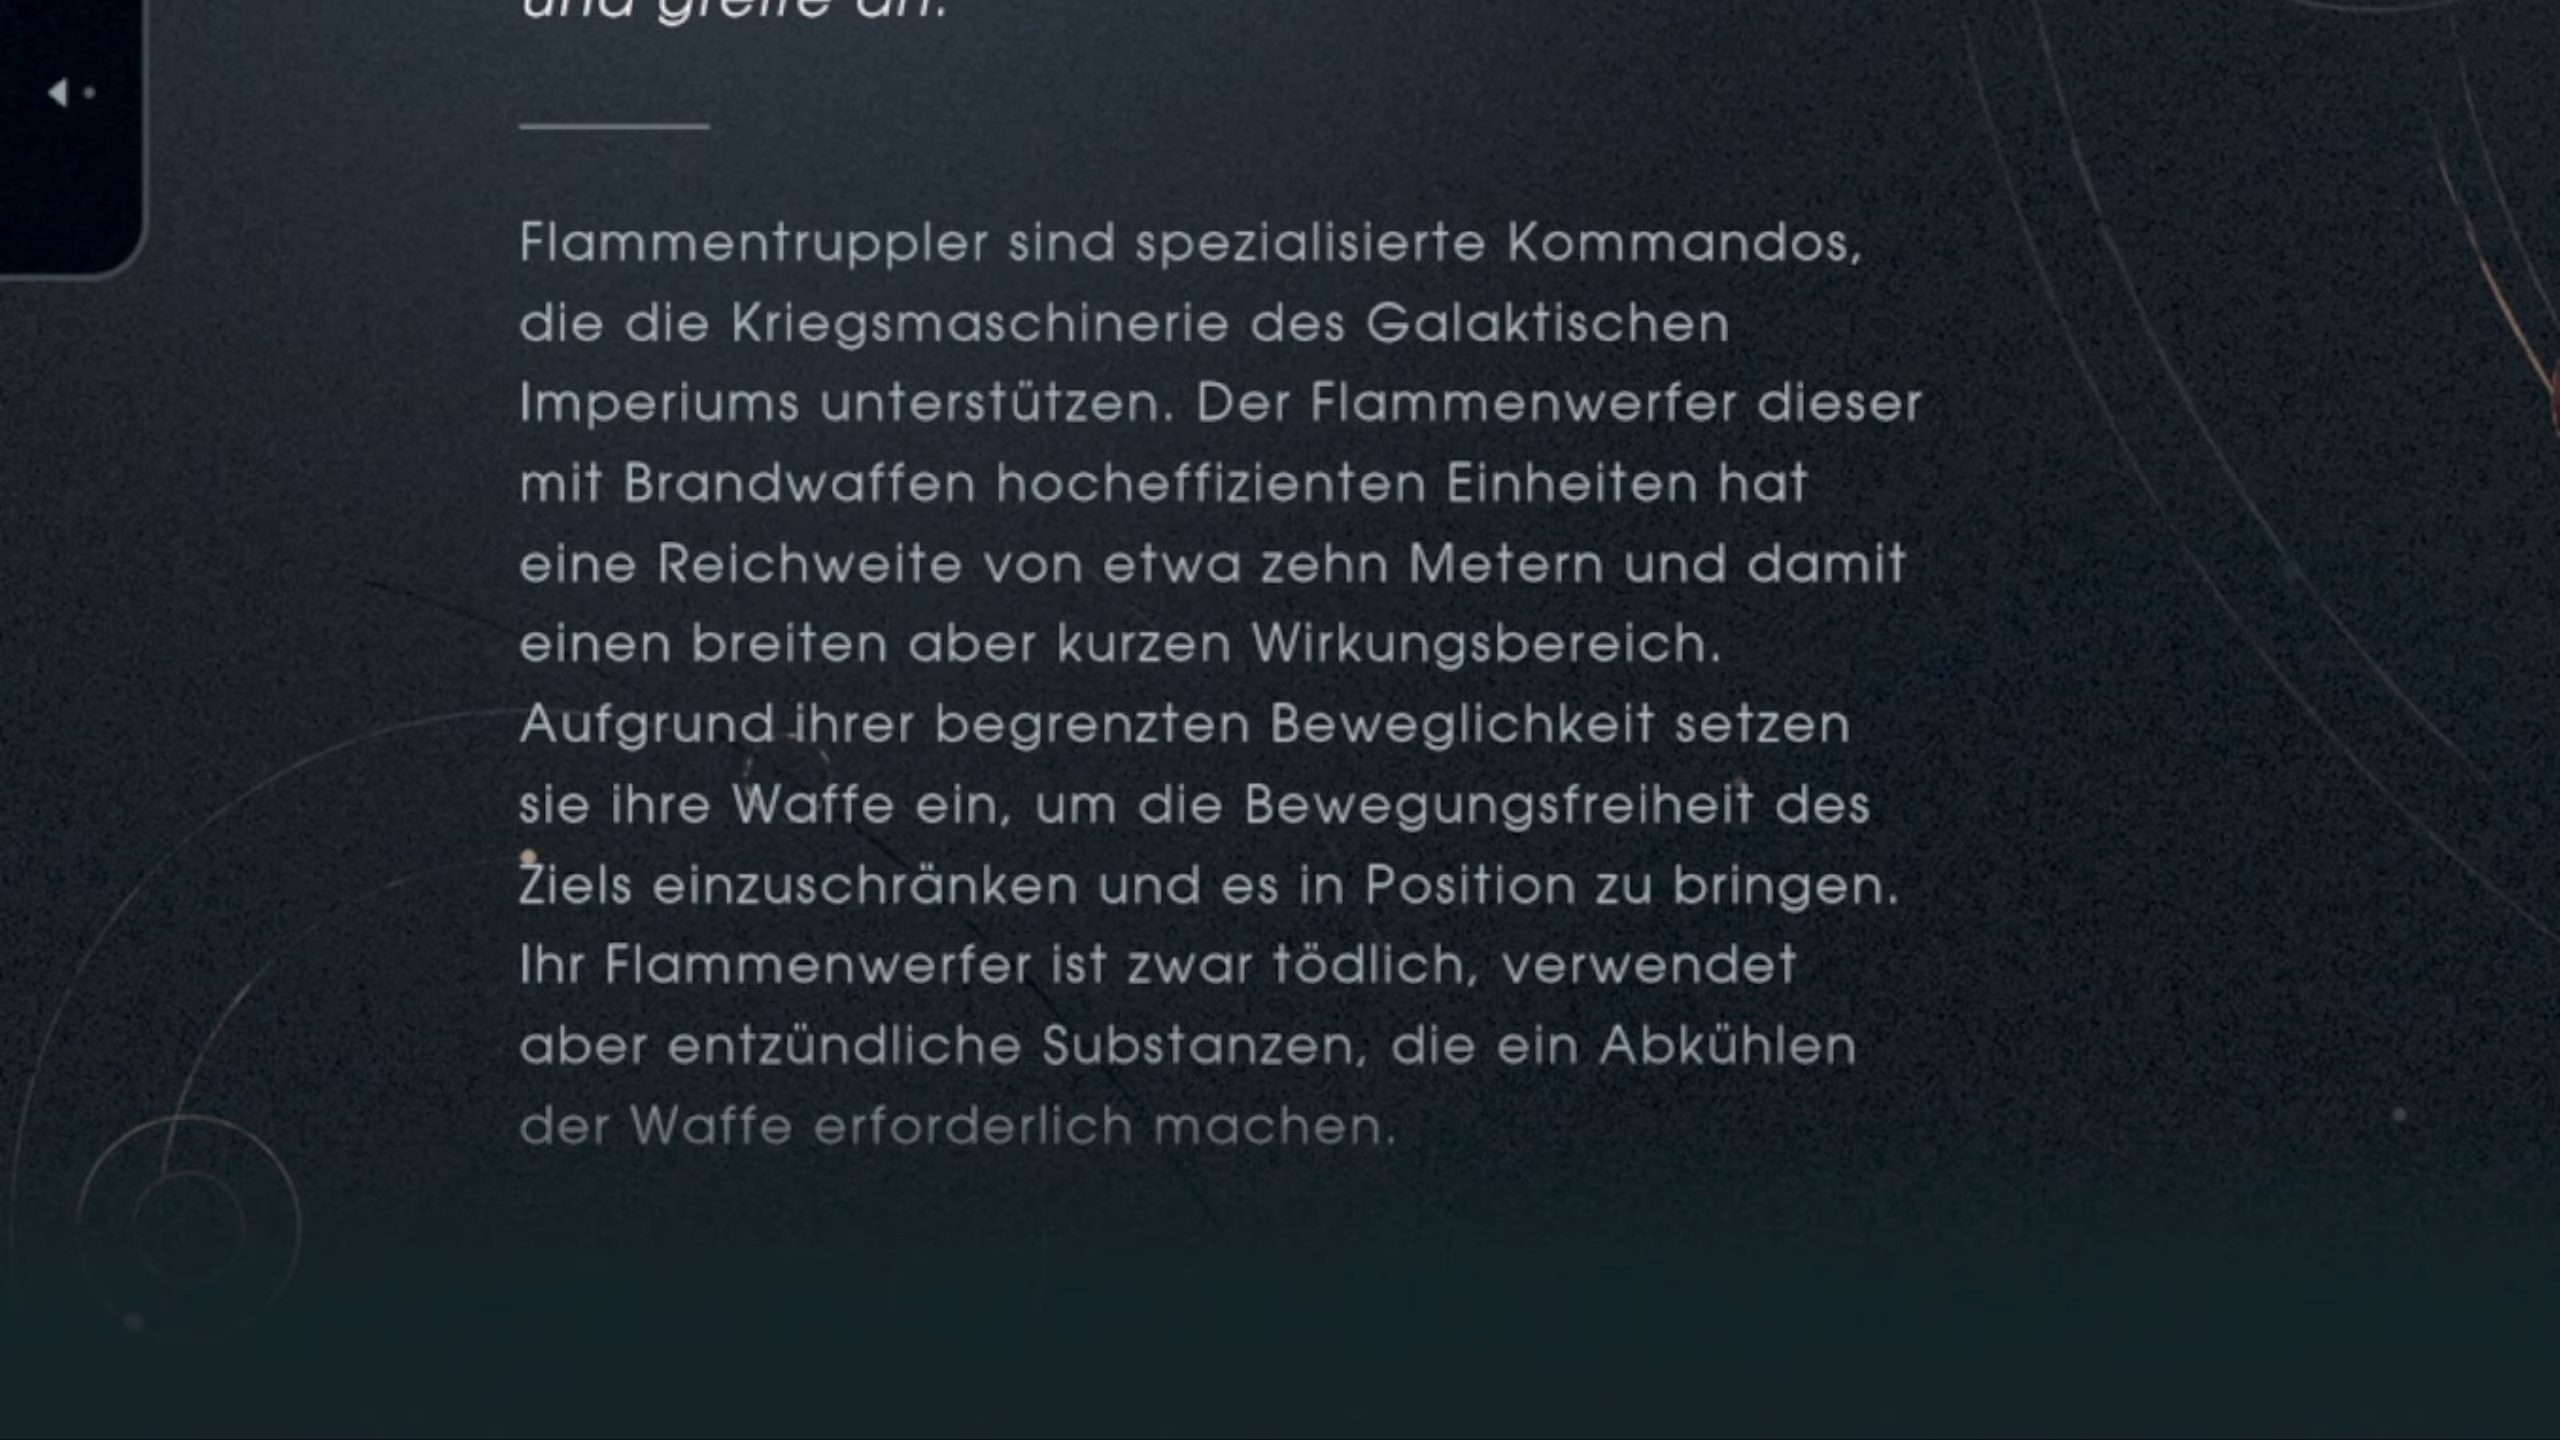 und greife an.
Flammentruppler sind spezialisierte Kommandos,
die die Kriegsmaschinerie des Galaktischen
Imperiums unterstützen. Der Flammenwerfer dieser
mit Brandwaffen hocheffizienten Einheiten hat
eine Reichweite von etwa zehn Metern und damit
einen breiten aber kurzen Wirkungsbereich.
Aufgrund ihrer begrenzten Beweglichkeit setzen
sie ihre Waffe ein, um die Bewegungsfreiheit des
Ziels einzuschränken und es in Position zu bringen.
Ihr Flammenwerfer ist zwar tödlich, verwendet
aber entzündliche Substanzen, die ein Abkühlen
der Waffe erforderlich machen.